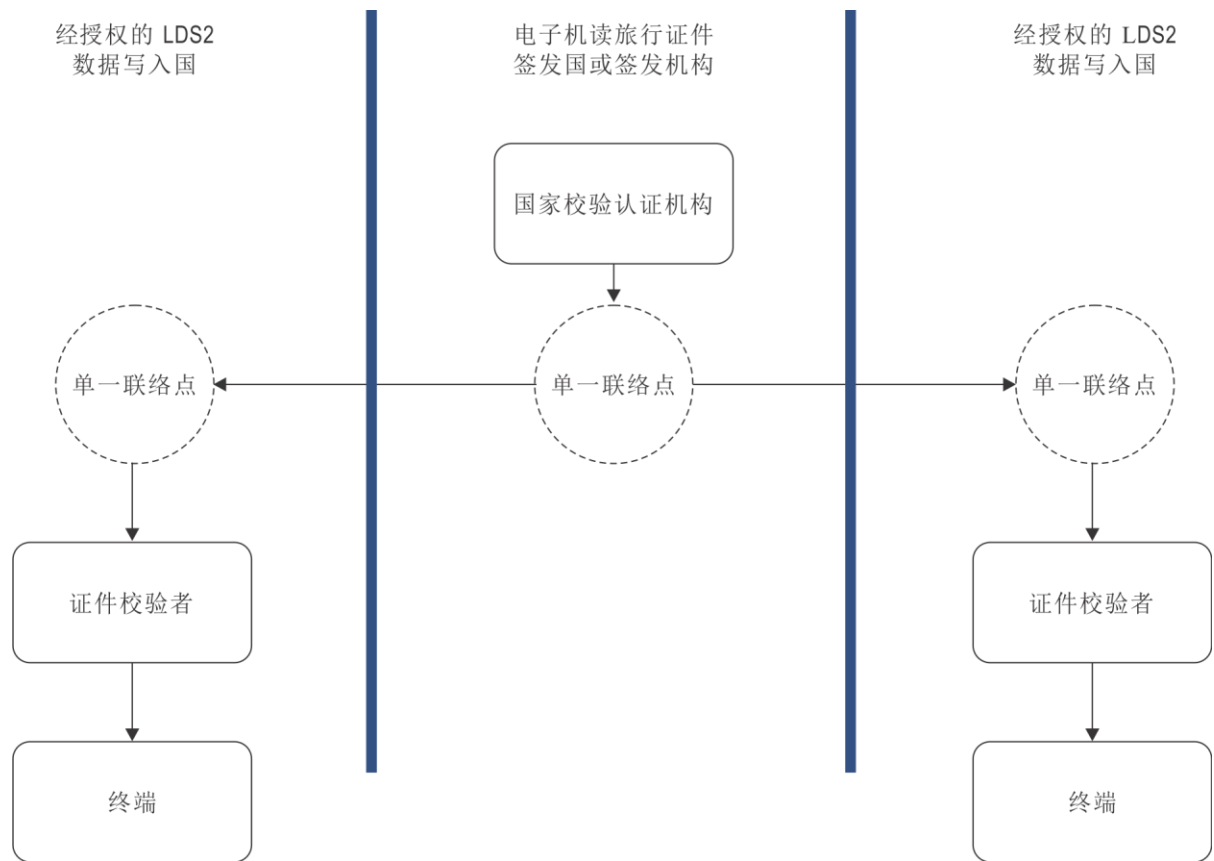 经授权的 LDS2
数据写入国
电子机读旅行证件
签发国或签发机构
经授权的 LDS2
数据写入国
国家校验认证机构
单一联络点
单一联络点
单一联络点
证件校验者
证件校验者
终端
终端